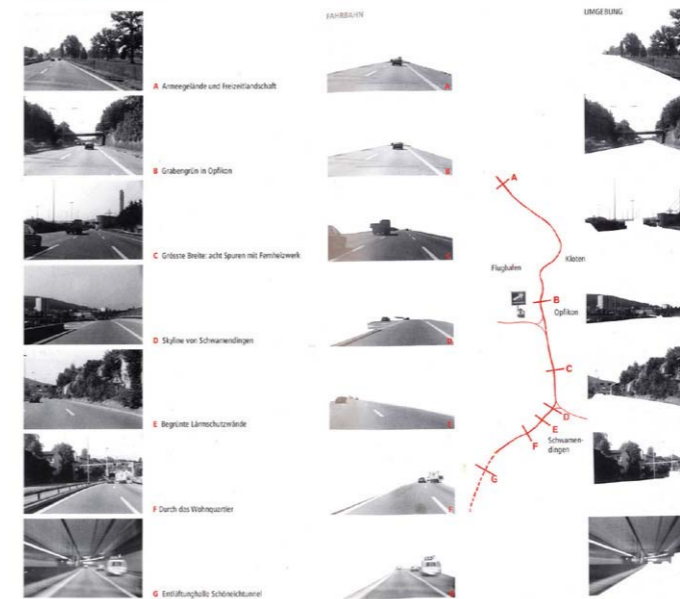 FAHRBAHN
UMGEBUNG
A Armeegelände und Freizeitlandschaft
A
B Grabengrün in Opfikon
B
C Grösste Breite: acht Spuren mit Fernheizwerk
C
D Skyline von Schwamendingen
D
E Begrünte Lärmschutzwände
E
F Durch das Wohnquartier
F
G Entlüftunghalle Schöneichtunnel
G
A
Kloten
Flughafen
B
Opfikon
C
D
E
F
Schwamen-
dingen
G